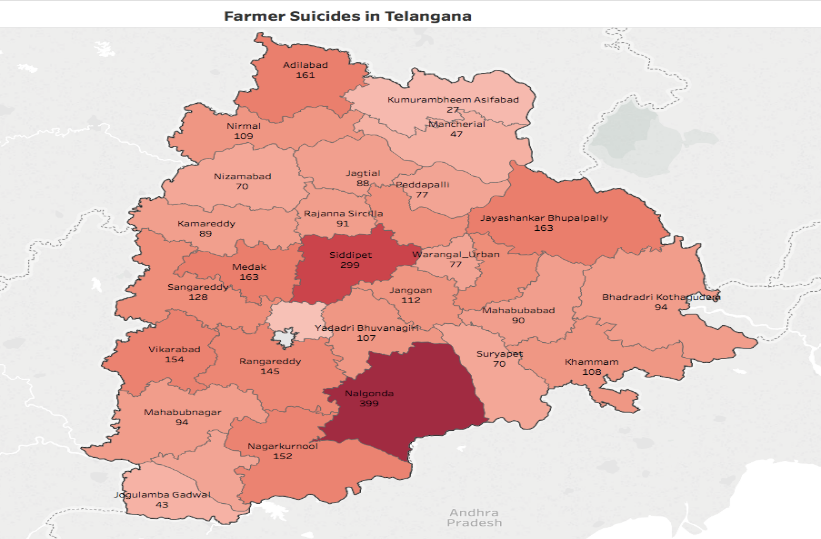 Farmer Suicides in Telangana
Adilabad
161
Kumurambheem Asifabad
27
Mancherial
47
Nirmal
109
Nizamabad
70
Jagtial
88
Peddapalli
77
Kamareddy
89
Rajanna Sircilla
91
Jayashankar Bhupalpally
163
Siddipet
299
Warangal_Urban
77
Medak
163
Sangareddy
128
Jangoan
112
Bhadradri Kothagudem
94
Mahabubabad
90
Yadadri Bhuvanagiri
107
Vikarabad
154
Rangareddy
145
Suryapet
70
Khammam
108
Nalgonda
399
Mahabubnagar
94
Nagarkurnool
152
Jogulamba Gadwal
43
Andhra
Pradesh